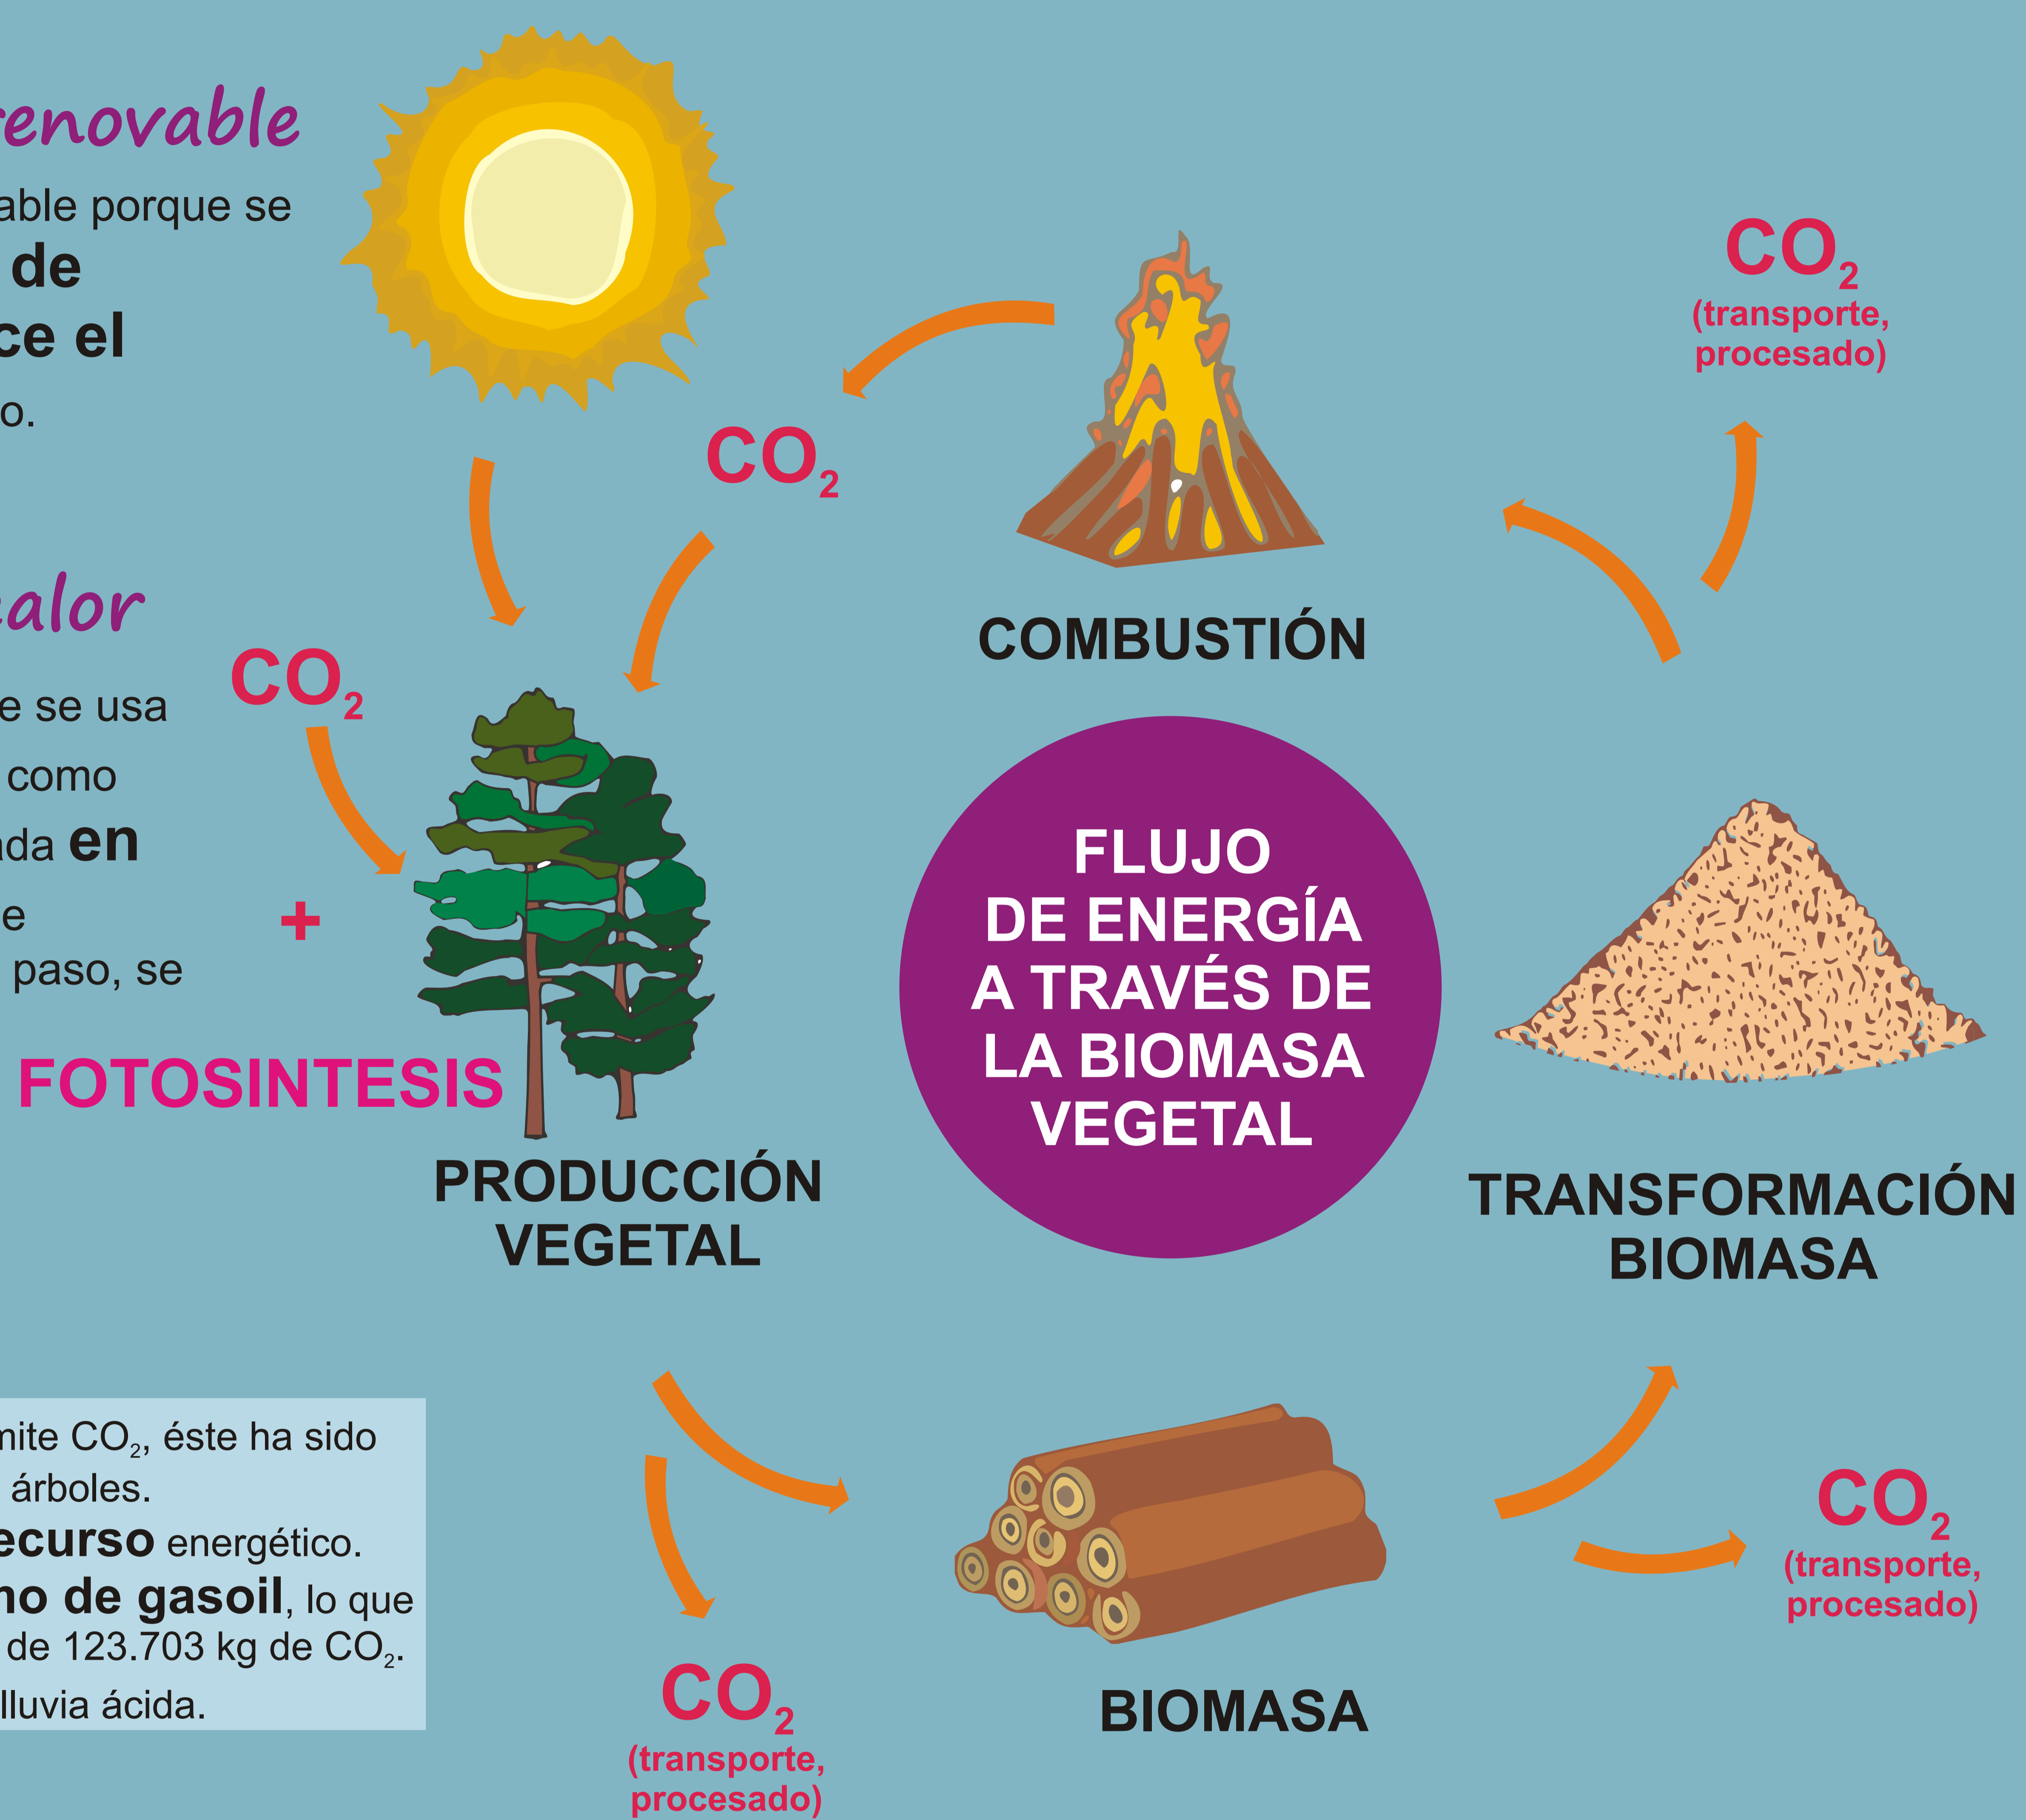 renovable
able porque se
de
ce el
o.
calor
e se usa
como
ada en
e
paso, se
CO2
CO2
+
FOTOSINTESIS
PRODUCCIÓN
VEGETAL
COMBUSTIÓN
CO2
(transporte,
procesado)
FLUJO
DE ENERGÍA
A TRAVÉS DE
LA BIOMASA
VEGETAL
TRANSFORMACIÓN
BIOMASA
mite CO2, éste ha sido
árboles.
ecurso energético.
mo de gasoil, lo que
de 123.703 kg de CO2.
lluvia ácida.
CO2
(transporte,
procesado)
BIOMASA
CO2
(transporte,
procesado)